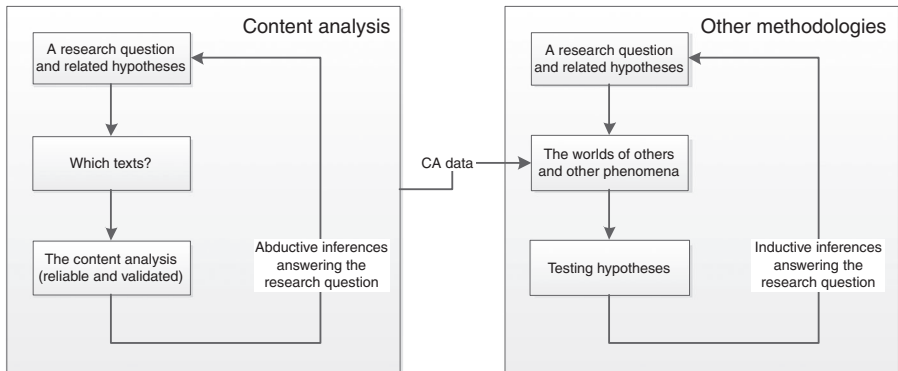 Content analysis
A research question
and related hypotheses
Which texts?
The content analysis
(reliable and validated)
Abductive inferences
answering the
research question
CA data
Other methodologies
A research question
and related hypotheses
The worlds of others
and other phenomena
Testing hypotheses
Inductive inferences
answering the
research question